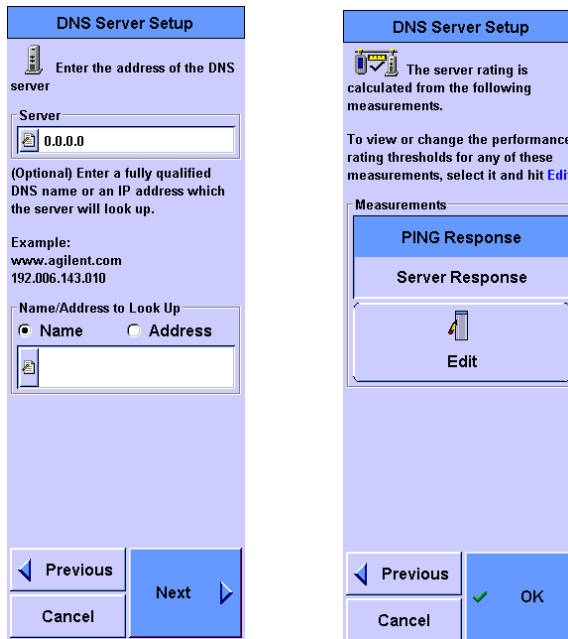 DNS Server Setup
Enter the address of the DNS
server
Server
0.0.0.0
(Optional) Enter a fully qualified
DNS name or an IP address which
the server will look up.
Example:
www.agilent.com
192.006.143.010
Name/Address to Look Up
Name
Address
Previous
Cancel
Next
DNS Server Setup
The server rating is
calculated from the following
measurements.
To view or change the performance
rating thresholds for any of these
measurements, select it and hit Edit
Measurements
PING Response
Server Response
Edit
Previous
Cancel
OK